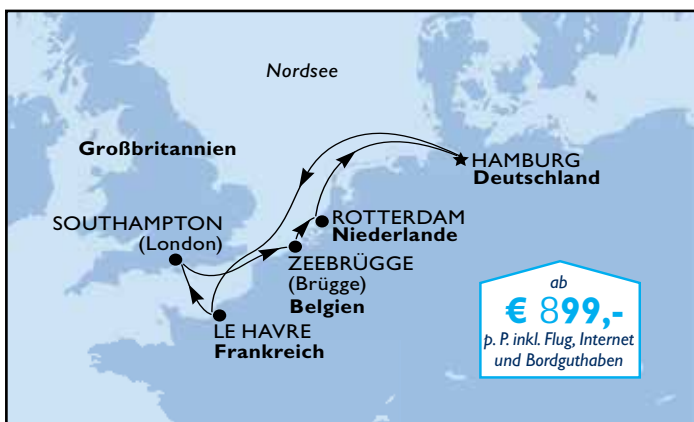 Nordsee
Großbritannien
HAMBURG
Deutschland
SOUTHAMPTON
(London)
ROTTERDAM
Niederlande
ZEEBRÜGGE
(Brügge)
Belgien
LE HAVRE
Frankreich
ab
€ 899,-
p. P. inkl. Flug, Internet
und Bordguthaben